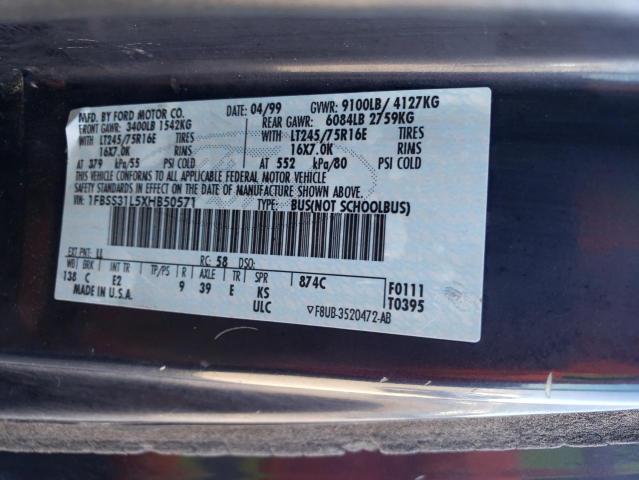 MFD. BY FORD MOTOR CO.
DATE: 04/99 GVWR: 9100LB/ 4127KG
FRONT GAWR: 3400LB 1542KG REAR GAWR: 6084LB 2759KG
LT245/75R16E TIRES LT245/75R16E TIRES
16X7.0K RIMS 16X7.0K RIMS
AT 379 kPa/55 PSI COLD AT 552 kPa/80 PSI COLD
THIS VEHICLE CONFORMS TO ALL APPLICABLE FEDERAL MOTOR VEHICLE
SAFETY STANDARDS IN EFFECT ON THE DATE OF MANUFACTURE SHOWN ABOVE.
VIN: 1FBSS31L5XHB50571 TYPE: BUS(NOT SCHOOLBUS)
EXT PNT: LL RC: 58 DSO:
138 C INT TR TP/PS R AXLE TR SPR 874C F0111
E2 9 39 E KS T0395
MADE IN U.S.A. ULC ▽F8UB-3520472-AB